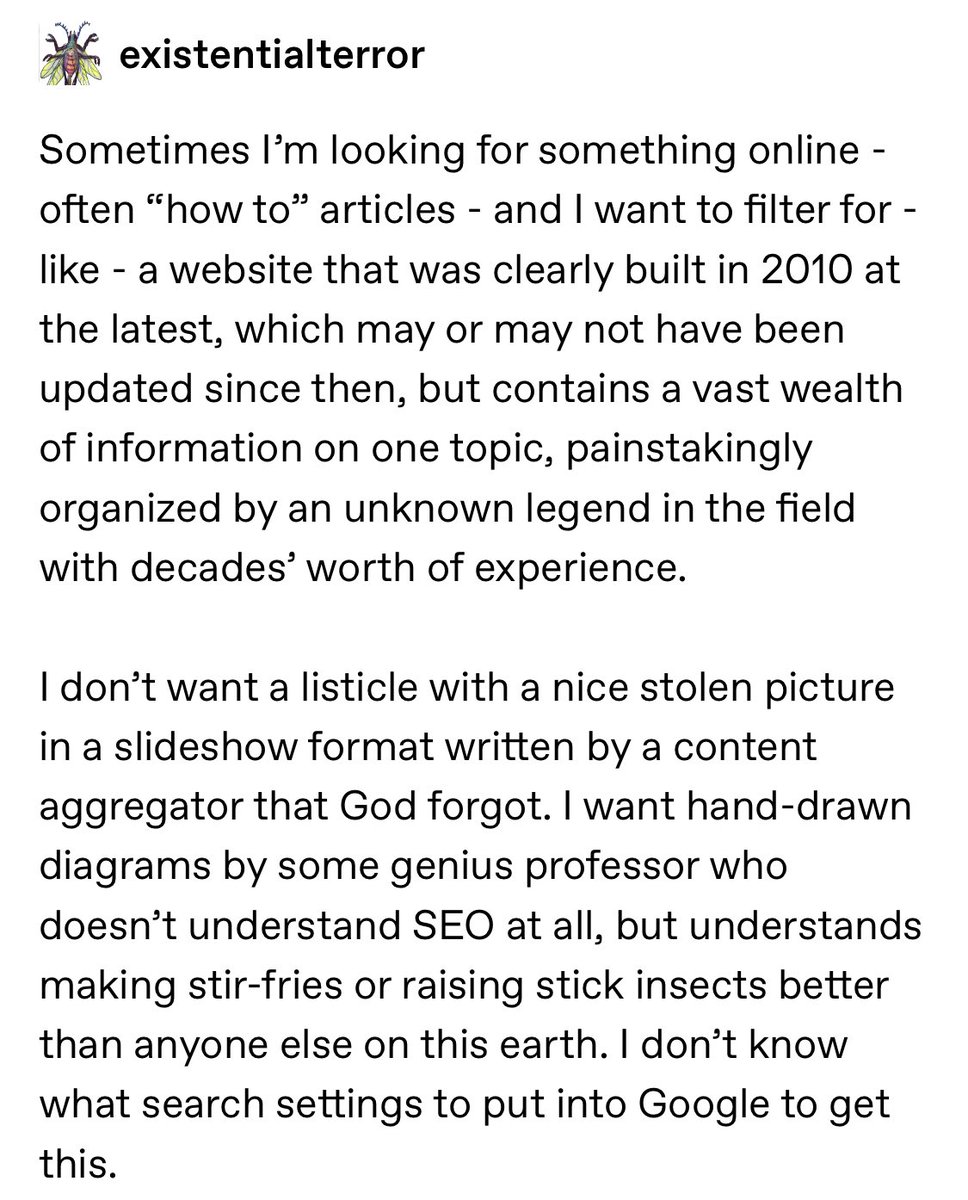 existentialterror
Sometimes I’m looking for something online -
often “how to” articles - and I want to filter for -
like - a website that was clearly built in 2010 at
the latest, which may or may not have been
updated since then, but contains a vast wealth
of information on one topic, painstakingly
organized by an unknown legend in the field
with decades’ worth of experience.
I don’t want a listicle with a nice stolen picture
in a slideshow format written by a content
aggregator that God forgot. I want hand-drawn
diagrams by some genius professor who
doesn’t understand SEO at all, but understands
making stir-fries or raising stick insects better
than anyone else on this earth. I don’t know
what search settings to put into Google to get
this.